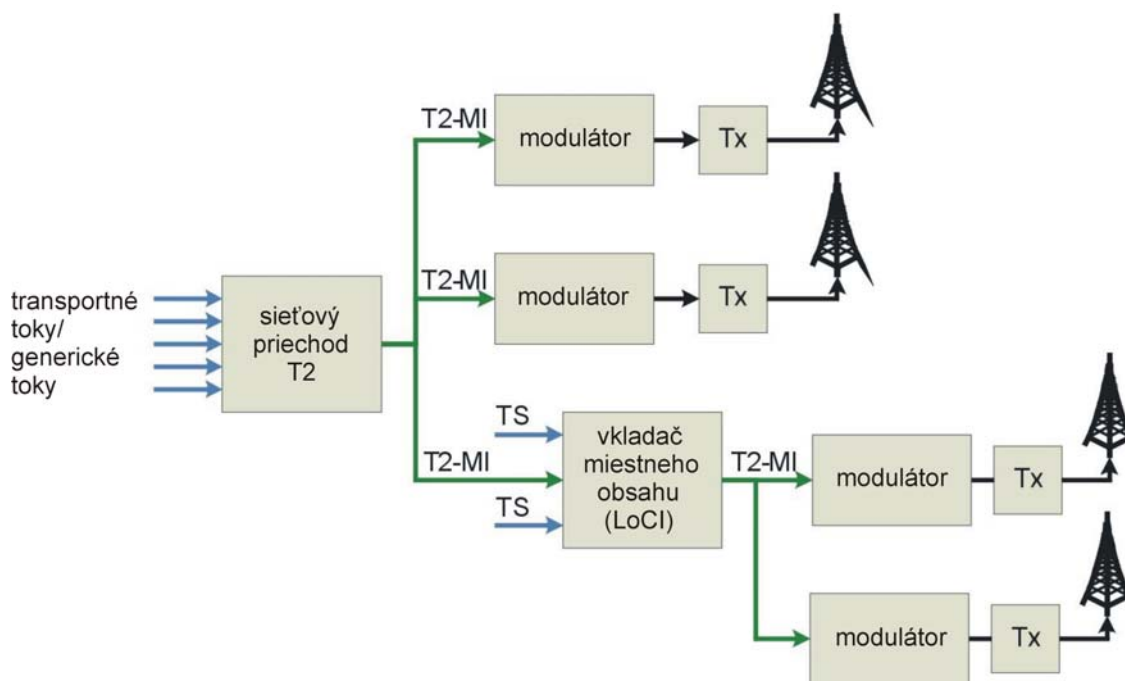 T2-MI
modulátor
Tx
T2-MI
modulátor
Tx
transportné
toky/
generické
toky
sieťový
priechod
T2
TS
T2-MI
TS
vkladač
miestneho
obsahu
(LoCI)
T2-MI
modulátor
Tx
modulátor
Tx